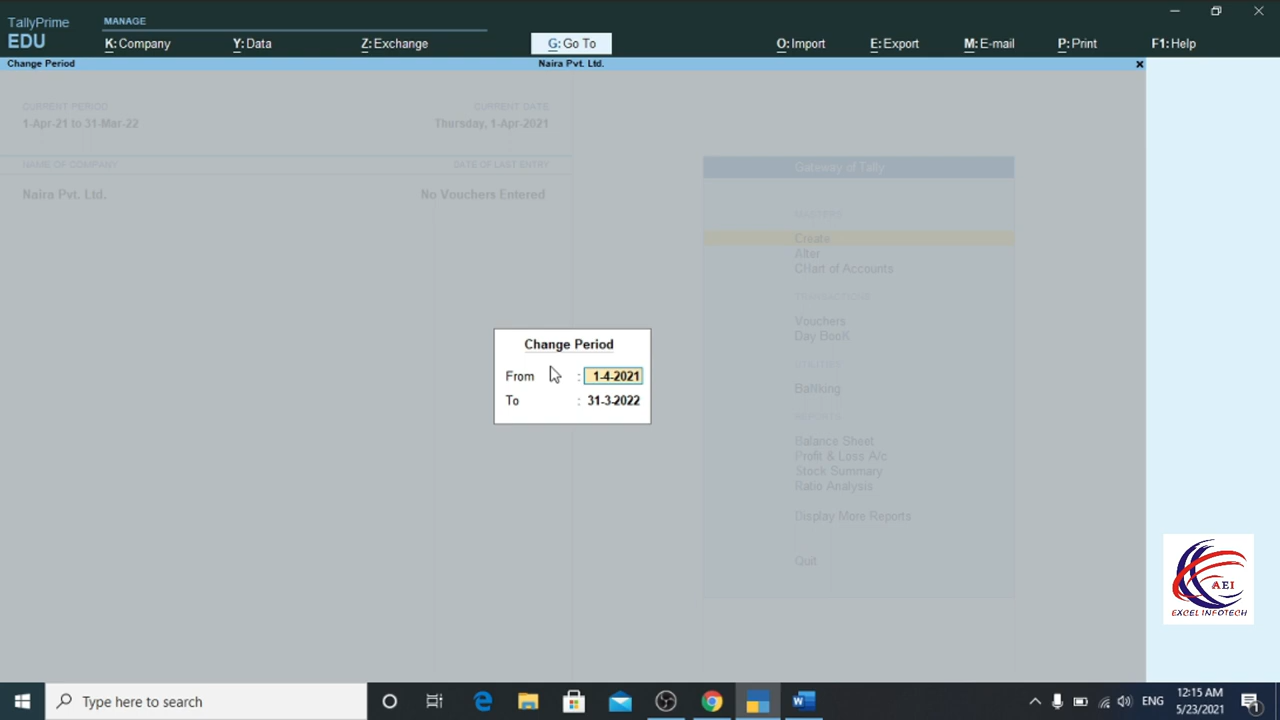 TallyPrime
EDU
MANAGE
K: Company
Y: Data
Z: Exchange
G: Go To
O: Import
E: Export
M: E-mail
P: Print
F1: Help
Change Period
Naira Pvt. Ltd.
×
CURRENT PERIOD
CURRENT DATE
1-Apr-21 to 31-Mar-22
Thursday, 1-Apr-2021
NAME OF COMPANY
DATE OF LAST ENTRY
Naira Pvt. Ltd.
No Vouchers Entered
Gateway of Tally
MASTERS
Create
Alter
CHart of Accounts
TRANSACTIONS
Vouchers
Day BooK
UTILITIES
BaNking
REPORTS
Balance Sheet
Profit & Loss A/c
Stock Summary
Ratio Analysis
Display More Reports
Quit
Change Period
From : 1-4-2021
To : 31-3-2022
AEI
EXCEL INFOTECH
Type here to search
ENG
12:15 AM
5/23/2021
1